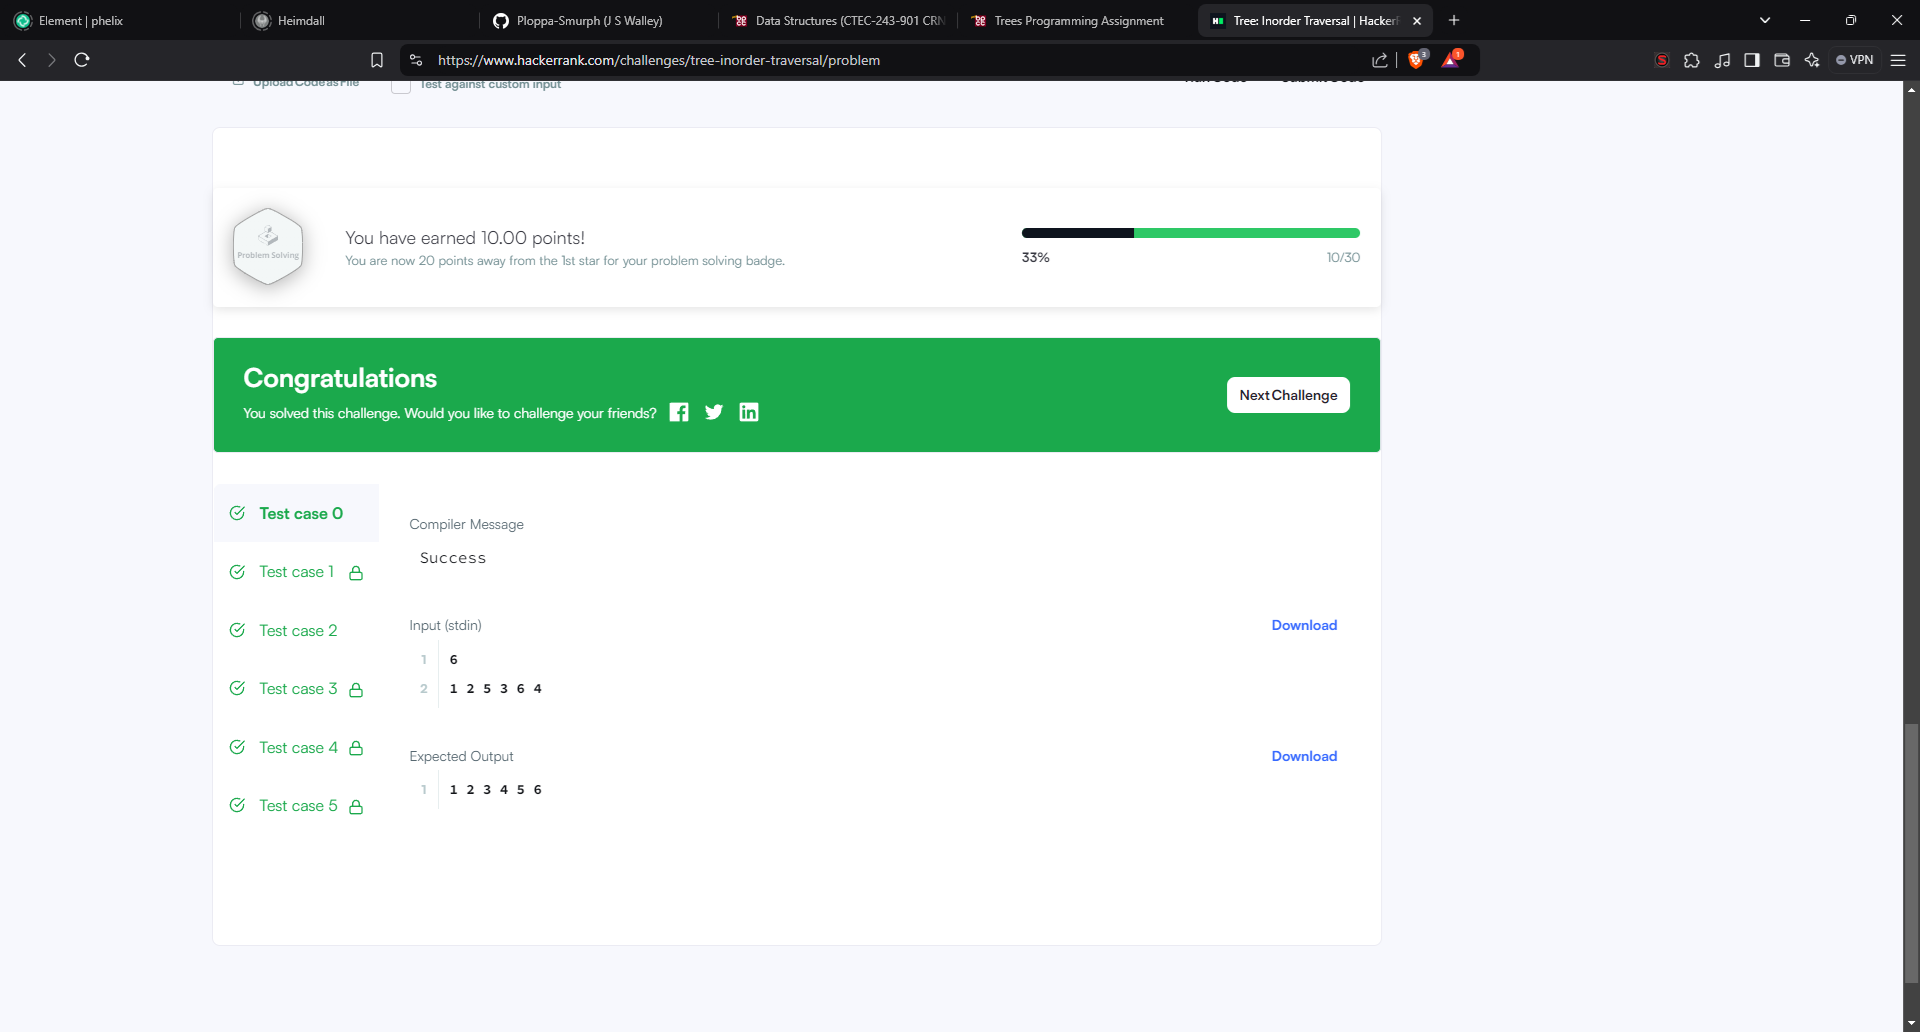 Element | phelix
Heimdall
Ploppa-Smurph (J S Walley)
Data Structures (CTEC-243-901 CRN
Trees Programming Assignment
Tree: Inorder Traversal | Hacker
https://www.hackerrank.com/challenges/tree-inorder-traversal/problem
3
1
S
VPN
Upload Code as File
Test against custom input
Run Code
Submit Code
Problem Solving
You have earned 10.00 points!
You are now 20 points away from the 1st star for your problem solving badge.
33%
10/30
Congratulations
You solved this challenge. Would you like to challenge your friends?
Next Challenge
Test case 0
Test case 1
Test case 2
Test case 3
Test case 4
Test case 5
Compiler Message
Success
Input (stdin)
Download
1 6
2 1 2 5 3 6 4
Expected Output
Download
1 1 2 3 4 5 6